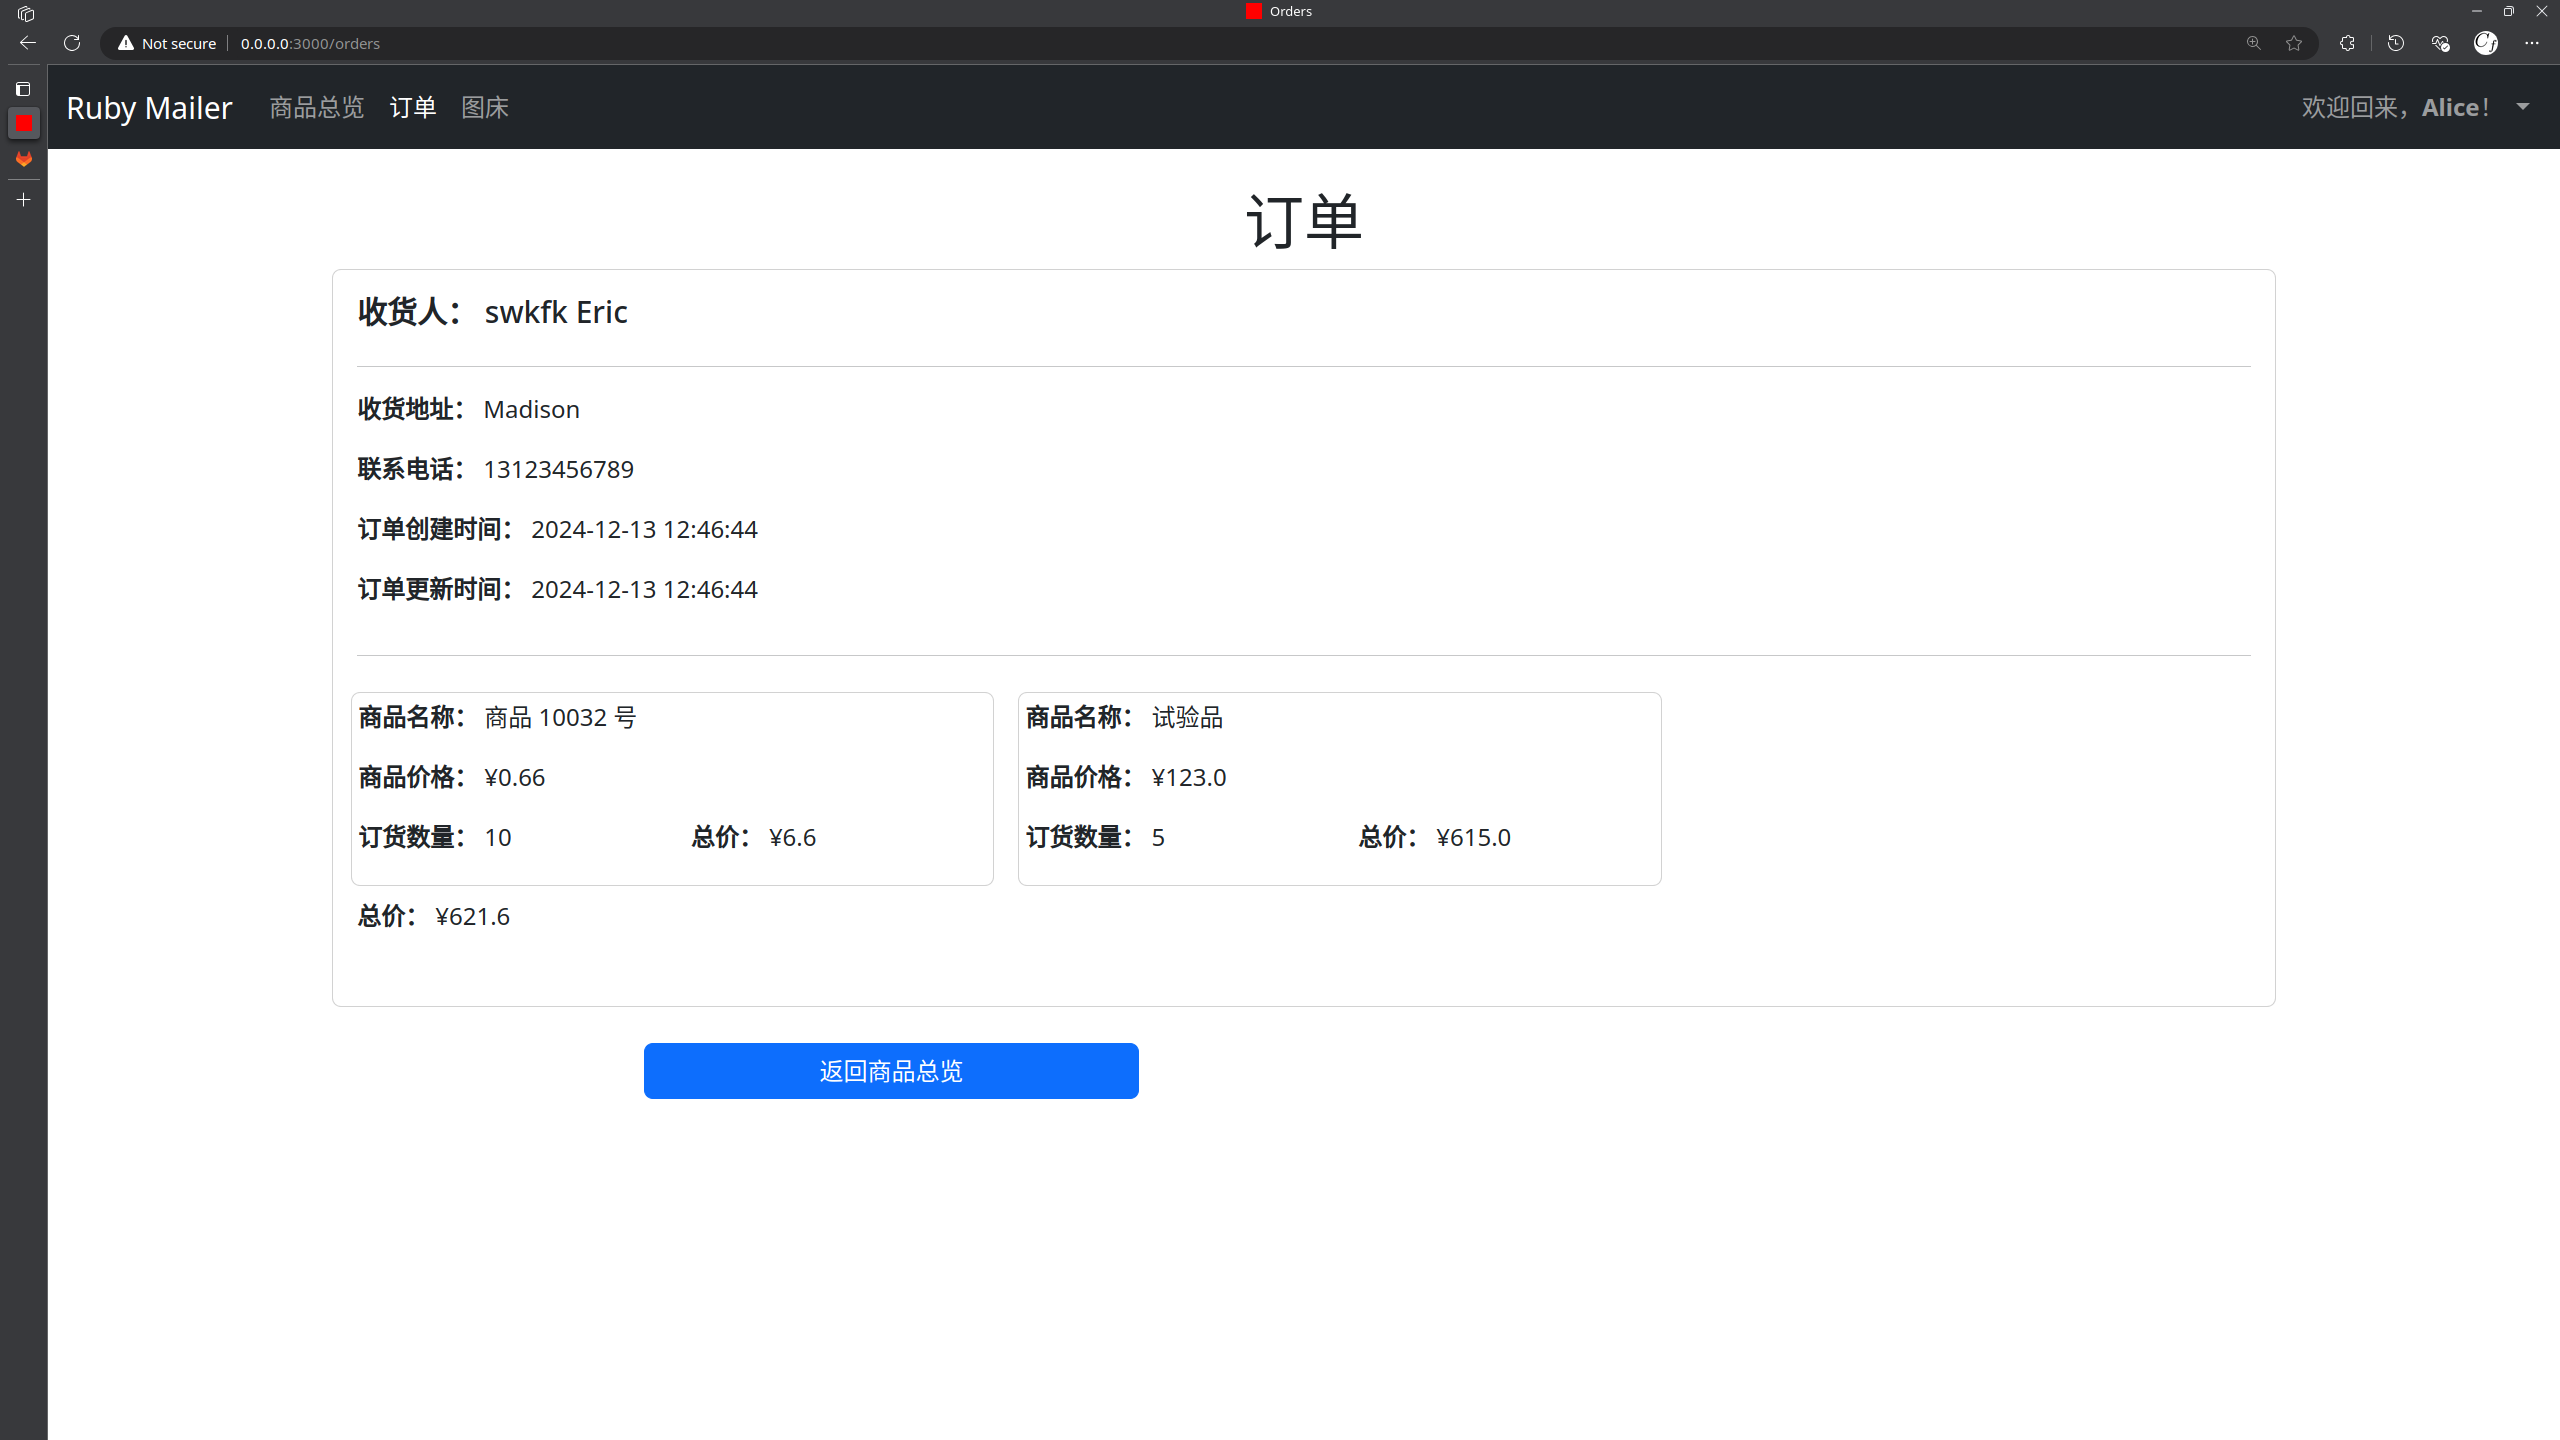 Orders
Not secure 0.0.0.0:3000/orders
Ruby Mailer 商品总览 订单 图床 欢迎回来，Alice！
订单
收货人： swkfk Eric
收货地址： Madison
联系电话： 13123456789
订单创建时间： 2024-12-13 12:46:44
订单更新时间： 2024-12-13 12:46:44
商品名称： 商品 10032 号
商品价格： ¥0.66
订货数量： 10 总价： ¥6.6
商品名称： 试验品
商品价格： ¥123.0
订货数量： 5 总价： ¥615.0
总价： ¥621.6
返回商品总览